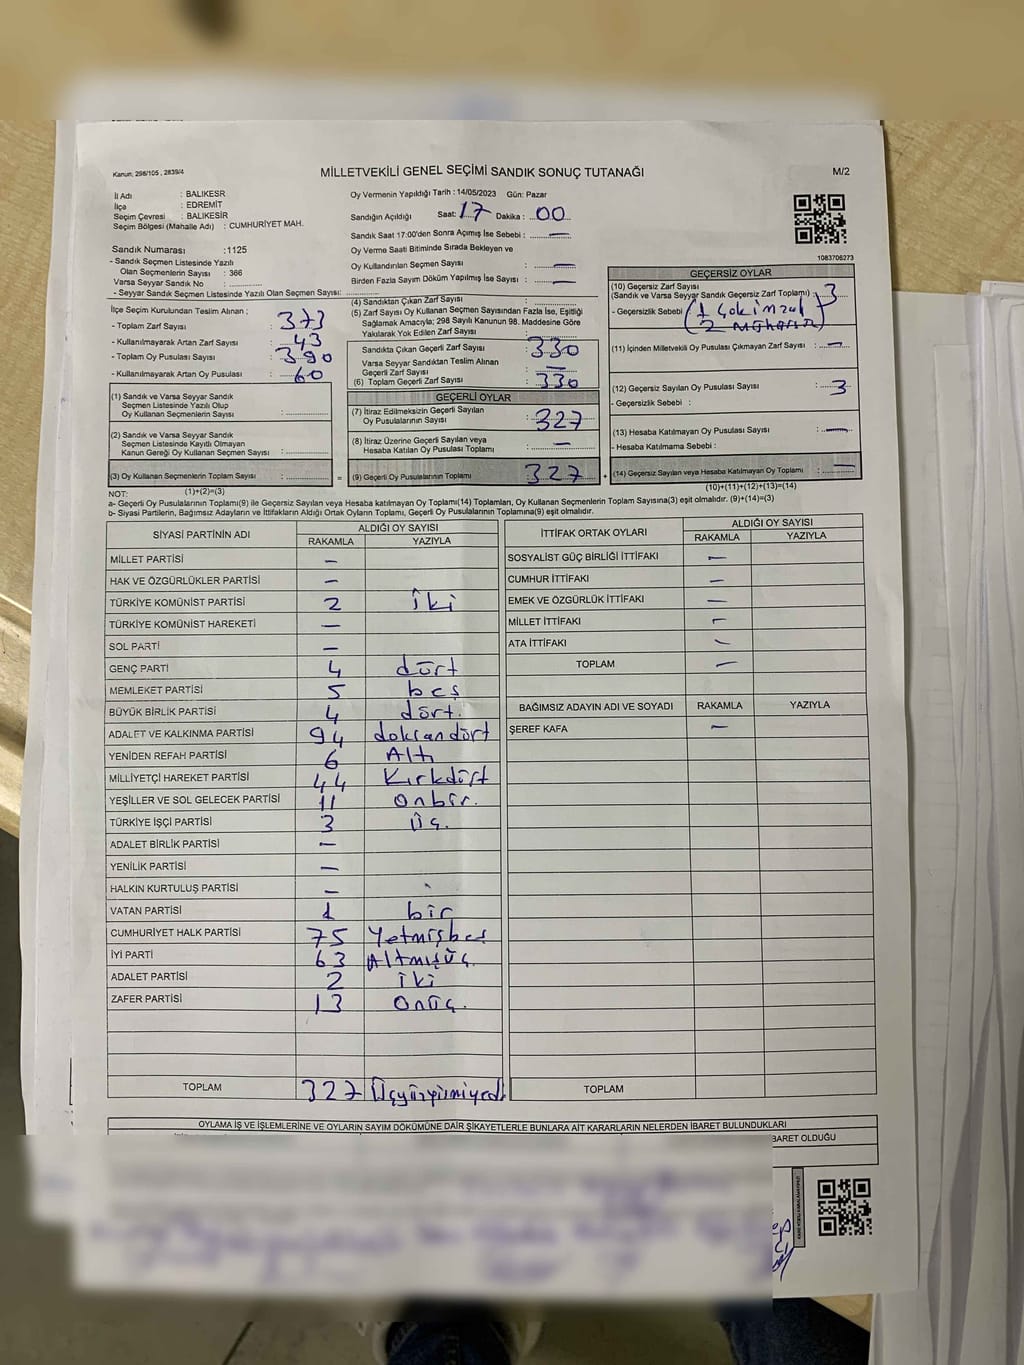 Kanun: 298/105 , 2839/4
MİLLETVEKİLİ GENEL SEÇİMİ SANDIK SONUÇ TUTANAĞI
M/2
İl Adı : BALIKESR
İlçe : EDREMİT
Seçim Çevresi : BALIKESİR
Seçim Bölgesi (Mahalle Adı) : CUMHURİYET MAH.
Sandık Numarası :1125
- Sandık Seçmen Listesinde Yazılı
Olan Seçmenlerin Sayısı : 366
Varsa Seyyar Sandık No :
- Seyyar Sandık Seçmen Listesinde Yazılı Olan Seçmen Sayısı:
Oy Vermenin Yapıldığı Tarih : 14/05/2023 Gün: Pazar
Sandığın Açıldığı Saat: 17 Dakika : 00
Sandık Saat 17:00'den Sonra Açımış İse Sebebi : —
Oy Verme Saati Bitiminde Sırada Bekleyen ve
Oy Kullandırılan Seçmen Sayısı : —
Birden Fazla Sayım Döküm Yapılmış İse Sayısı : —
1083706273
İlçe Seçim Kurulundan Teslim Alınan :
- Toplam Zarf Sayısı : 373
- Kullanılmayarak Artan Zarf Sayısı : 43
- Toplam Oy Pusulası Sayısı : 390
- Kullanılmayarak Artan Oy Pusulası : 60
(1) Sandık ve Varsa Seyyar Sandık
Seçmen Listesinde Yazılı Olup
Oy Kullanan Seçmenlerin Sayısı :
(2) Sandık ve Varsa Seyyar Sandık
Seçmen Listesinde Kayıtlı Olmayan
Kanun Gereği Oy Kullanan Seçmen Sayısı :
(3) Oy Kullanan Seçmenlerin Toplam Sayısı :
(1)+(2)=(3)
(4) Sandıktan Çıkan Zarf Sayısı :
(5) Zarf Sayısı Oy Kullanan Seçmen Sayısından Fazla İse, Eşitliği
Sağlamak Amacıyla; 298 Sayılı Kanunun 98. Maddesine Göre
Yakılarak Yok Edilen Zarf Sayısı :
Sandıkta Çıkan Geçerli Zarf Sayısı : 330
Varsa Seyyar Sandıktan Teslim Alınan
Geçerli Zarf Sayısı : —
(6) Toplam Geçerli Zarf Sayısı : 330
GEÇERLİ OYLAR
(7) İtiraz Edilmeksizin Geçerli Sayılan
Oy Pusulalarının Sayısı : 327
(8) İtiraz Üzerine Geçerli Sayılan veya
Hesaba Katılan Oy Pusulası Toplamı : —
= (9) Geçerli Oy Pusulalarının Toplamı 327 +
GEÇERSİZ OYLAR
(10) Geçersiz Zarf Sayısı
(Sandık ve Varsa Seyyar Sandık Geçersiz Zarf Toplamı) : 3
- Geçersizlik Sebebi
(11) İçinden Milletvekili Oy Pusulası Çıkmayan Zarf Sayısı : —
(12) Geçersiz Sayılan Oy Pusulası Sayısı : 3
- Geçersizlik Sebebi :
(13) Hesaba Katılmayan Oy Pusulası Sayısı : —
- Hesaba Katılmama Sebebi :
(14) Geçersiz Sayılan veya Hesaba Katılmayan Oy Toplamı : —
(10)+(11)+(12)+(13)=(14)
NOT:
a- Geçerli Oy Pusulaları Toplamı(9) ile Geçersiz Sayılan veya Hesaba katılmayan Oy Toplamı(14) Toplamları, Oy Kullanan Seçmenlerin Toplam Sayısına(3) eşit olmalıdır. (9)+(14)=(3)
b- Siyasi Partilerin, Bağımsız Adayların ve İttifakların Aldığı Ortak Oyların Toplamı, Geçerli Oy Pusulalarının Toplamına(9) eşit olmalıdır.
SİYASİ PARTİNİN ADI ALDIĞI OY SAYISI
RAKAMLA YAZIYLA
MİLLET PARTİSİ —
HAK VE ÖZGÜRLÜKLER PARTİSİ —
TÜRKİYE KOMÜNİST PARTİSİ 2 iki
TÜRKİYE KOMÜNİST HAREKETİ —
SOL PARTİ —
GENÇ PARTİ 4 dört
MEMLEKET PARTİSİ 5 beş
BÜYÜK BİRLİK PARTİSİ 4 dört.
ADALET VE KALKINMA PARTİSİ 94 doksandört
YENİDEN REFAH PARTİSİ 6 Altı
MİLLİYETÇİ HAREKET PARTİSİ 44 Kırkdört
YEŞİLLER VE SOL GELECEK PARTİSİ 11 onbir.
TÜRKİYE İŞÇİ PARTİSİ 3 üç.
ADALET BİRLİK PARTİSİ —
YENİLİK PARTİSİ —
HALKIN KURTULUŞ PARTİSİ —
VATAN PARTİSİ 1 bir
CUMHURİYET HALK PARTİSİ 75 Yetmişbeş
İYİ PARTİ 63 Altmışüç.
ADALET PARTİSİ 2 iki
ZAFER PARTİSİ 13 onüç.
TOPLAM 327 Üçyüzyirmiyedi
İTTİFAK ORTAK OYLARI ALDIĞI OY SAYISI
RAKAMLA YAZIYLA
SOSYALİST GÜÇ BİRLİĞİ İTTİFAKI —
CUMHUR İTTİFAKI —
EMEK VE ÖZGÜRLÜK İTTİFAKI —
MİLLET İTTİFAKI —
ATA İTTİFAKI —
TOPLAM —
BAĞIMSIZ ADAYIN ADI VE SOYADI RAKAMLA YAZIYLA
ŞEREF KAFA —
TOPLAM
OYLAMA İŞ VE İŞLEMLERİNE VE OYLARIN SAYIM DÖKÜMÜNE DAİR ŞİKAYETLERLE BUNLARA AİT KARARLARIN NELERDEN İBARET BULUNDUKLARI
BARET OLDUĞU